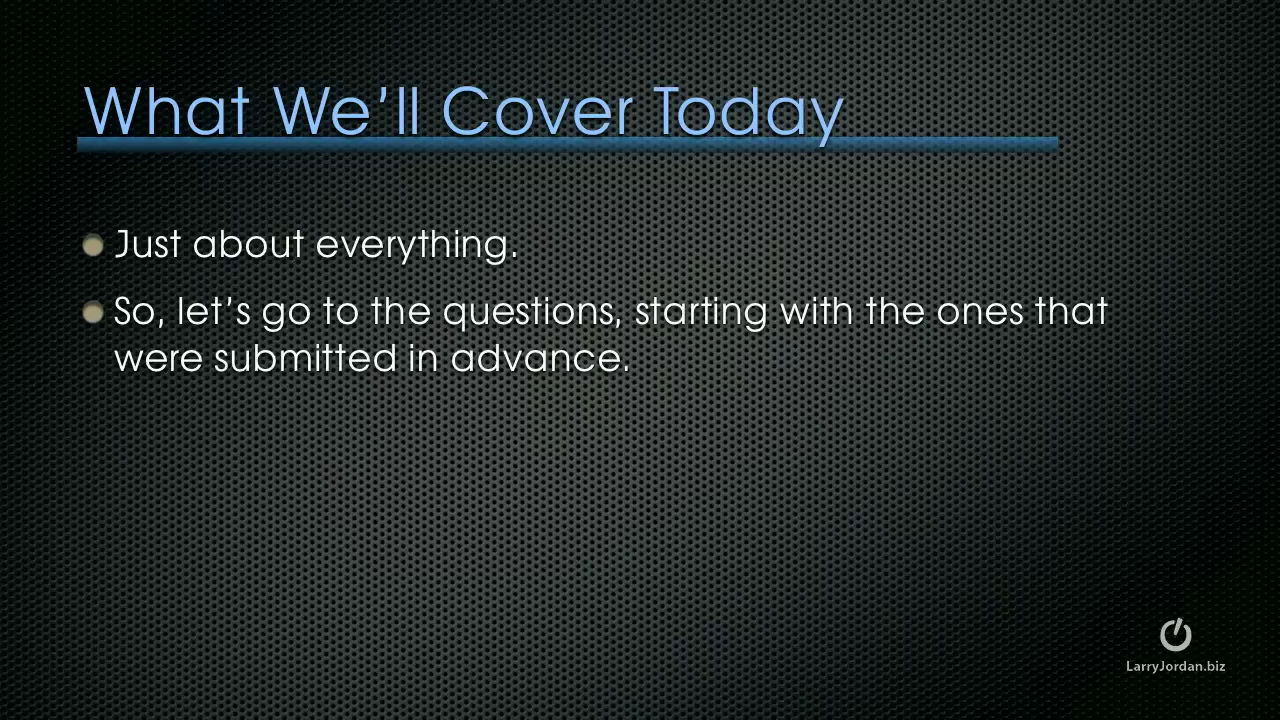 What We’ll Cover Today
Just about everything.
So, let’s go to the questions, starting with the ones that
were submitted in advance.
LarryJordan.biz